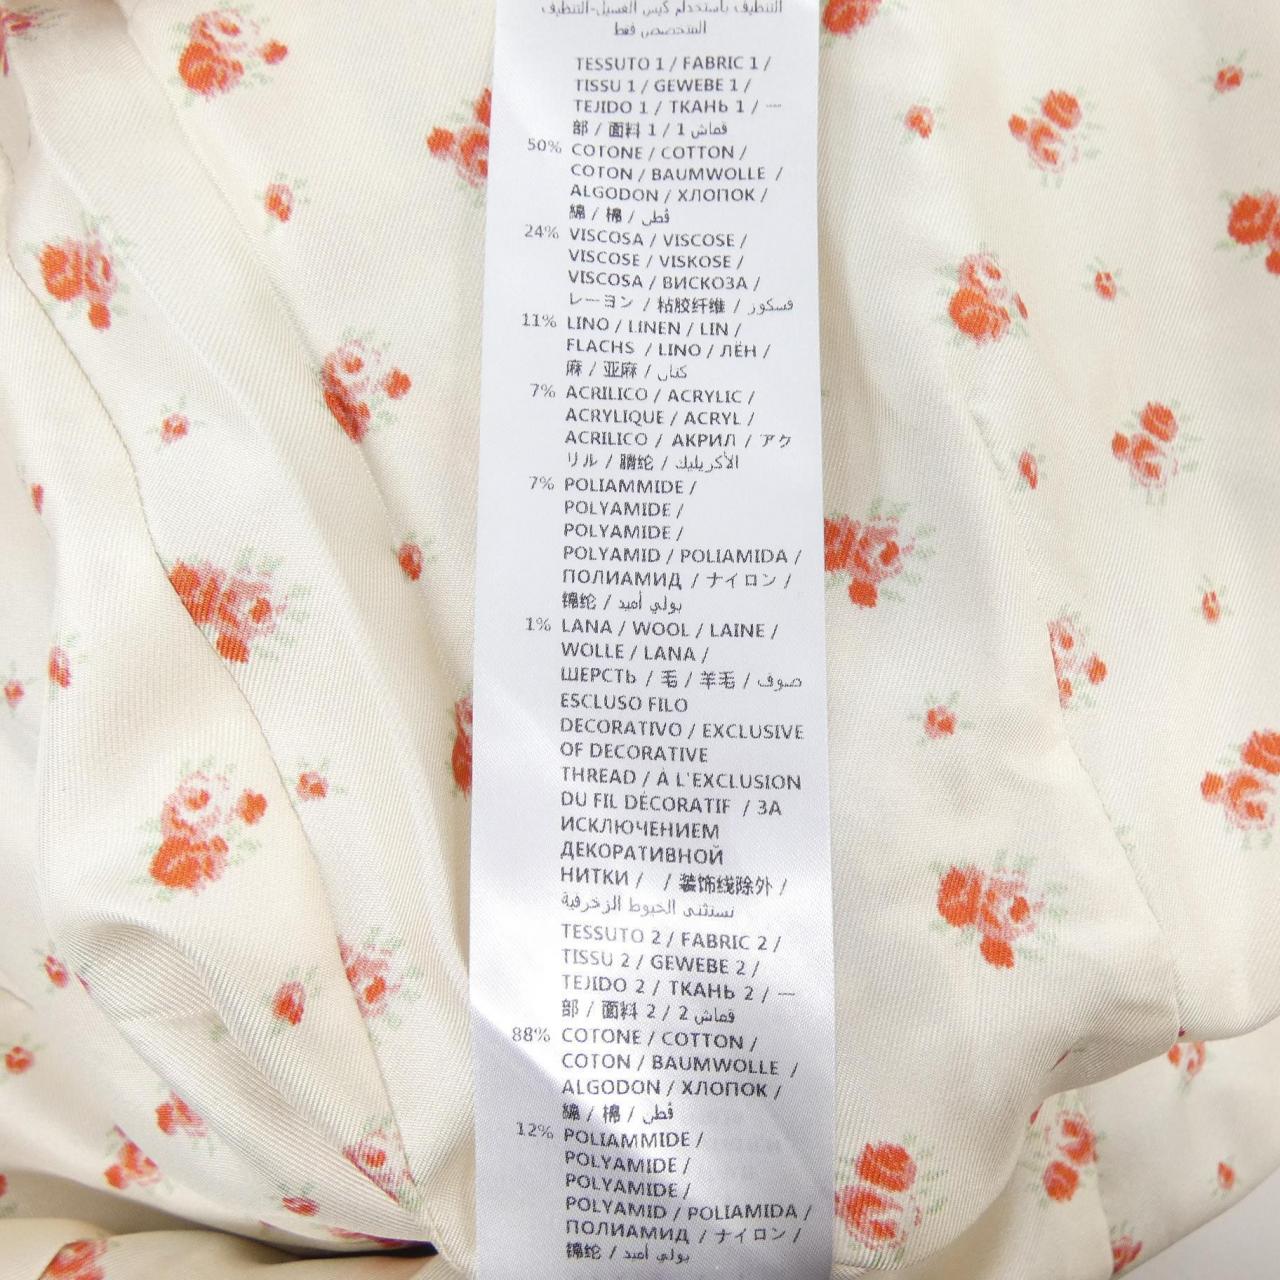 التنظيف باستخدام كيس الغسيل-التنظيف
المتخصص فقط
TESSUTO 1 / FABRIC 1 /
TISSU 1 / GEWEBE 1 /
TEJIDO 1 / ТКАНЬ 1 / 一
部 / 面料 1 / قماش 1
50% COTONE / COTTON /
COTON / BAUMWOLLE /
ALGODON / ХЛОПОК /
綿 / 棉 / قطن
24% VISCOSA / VISCOSE /
VISCOSE / VISKOSE /
VISCOSA / ВИСКОЗА /
レーヨン / 粘胶纤维 / فسكوز
11% LINO / LINEN / LIN /
FLACHS / LINO / ЛЁН /
麻 / 亚麻 / كتان
7% ACRILICO / ACRYLIC /
ACRYLIQUE / ACRYL /
ACRILICO / АКРИЛ / アク
リル / 腈纶 / الأكريليك
7% POLIAMMIDE /
POLYAMIDE /
POLYAMIDE /
POLYAMID / POLIAMIDA /
ПОЛИАМИД / ナイロン /
锦纶 / بولي أميد
1% LANA / WOOL / LAINE /
WOLLE / LANA /
ШЕРСТЬ / 毛 / 羊毛 / صوف
ESCLUSO FILO
DECORATIVO / EXCLUSIVE
OF DECORATIVE
THREAD / À L'EXCLUSION
DU FIL DÉCORATIF / ЗА
ИСКЛЮЧЕНИЕМ
ДЕКОРАТИВНОЙ
НИТКИ / / 装饰线除外 /
تستثنى الخيوط الزخرفية
TESSUTO 2 / FABRIC 2 /
TISSU 2 / GEWEBE 2 /
TEJIDO 2 / ТКАНЬ 2 / 一
部 / 面料 2 / قماش 2
88% COTONE / COTTON /
COTON / BAUMWOLLE /
ALGODON / ХЛОПОК /
綿 / 棉 / قطن
12% POLIAMMIDE /
POLYAMIDE /
POLYAMIDE /
POLYAMID / POLIAMIDA /
ПОЛИАМИД / ナイロン /
锦纶 / بولي أميد